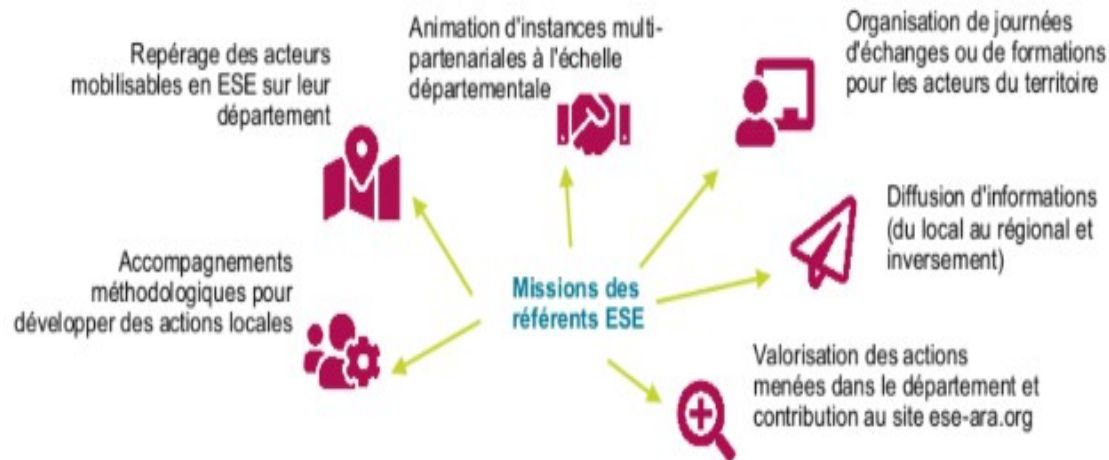 Repérage des acteurs
mobilisables en ESE sur leur
département
Animation d'instances multi-
partenariales à l'échelle
départementale
Organisation de journées
d'échanges ou de formations
pour les acteurs du territoire
Diffusion d'informations
(du local au régional et
inversement)
Accompagnements
méthodologiques pour
développer des actions locales
Missions des
référents ESE
Valorisation des actions
menées dans le département et
contribution au site ese-ara.org